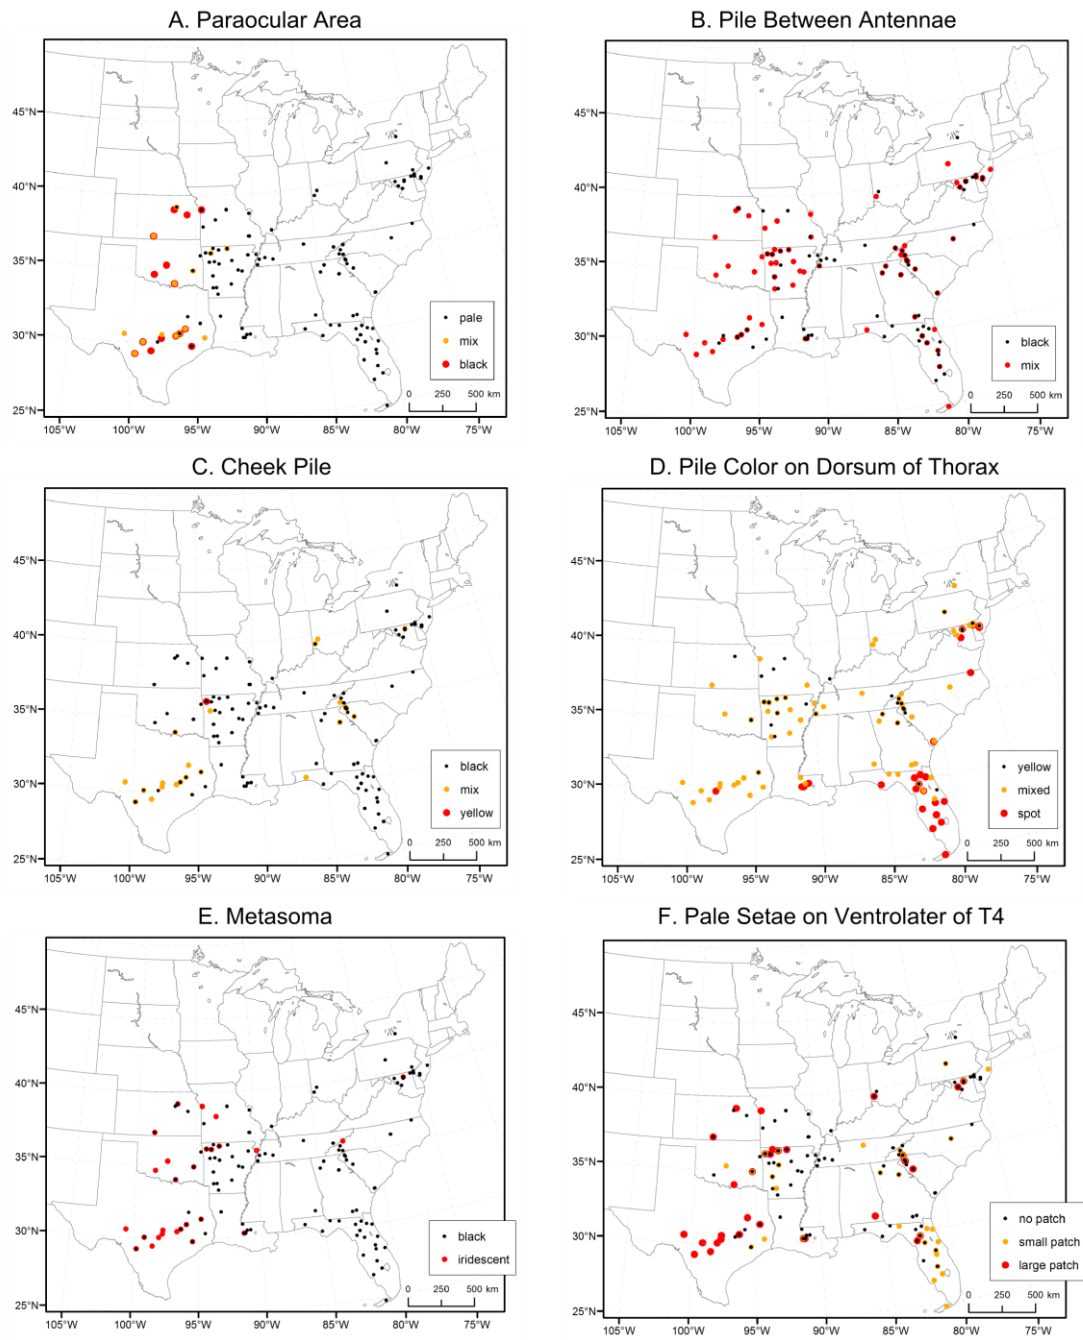 A. Paraocular Area
45°N
40°N
35°N
30°N
25°N
105°W 100°W 95°W 90°W 85°W 80°W 75°W
pale
mix
black
0 250 500 km
B. Pile Between Antennae
45°N
40°N
35°N
30°N
25°N
105°W 100°W 95°W 90°W 85°W 80°W 75°W
black
mix
0 250 500 km
C. Cheek Pile
45°N
40°N
35°N
30°N
25°N
105°W 100°W 95°W 90°W 85°W 80°W 75°W
black
mix
yellow
0 250 500 km
D. Pile Color on Dorsum of Thorax
45°N
40°N
35°N
30°N
25°N
105°W 100°W 95°W 90°W 85°W 80°W 75°W
yellow
mixed
spot
0 250 500 km
E. Metasoma
45°N
40°N
35°N
30°N
25°N
105°W 100°W 95°W 90°W 85°W 80°W 75°W
black
iridescent
0 250 500 km
F. Pale Setae on Ventrolater of T4
45°N
40°N
35°N
30°N
25°N
105°W 100°W 95°W 90°W 85°W 80°W 75°W
no patch
small patch
large patch
0 250 500 km